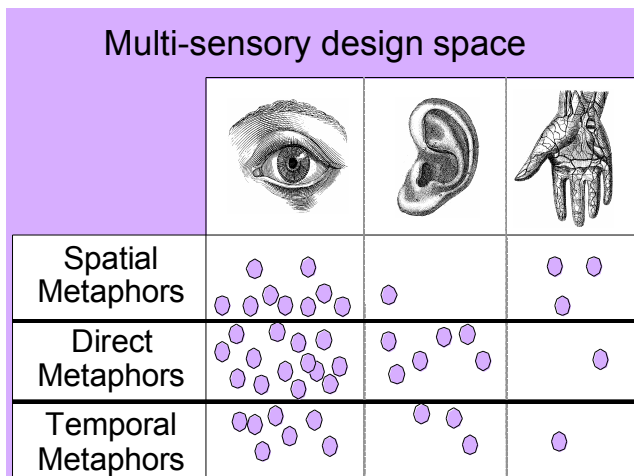 Multi-sensory design space
Spatial
Metaphors
Direct
Metaphors
Temporal
Metaphors